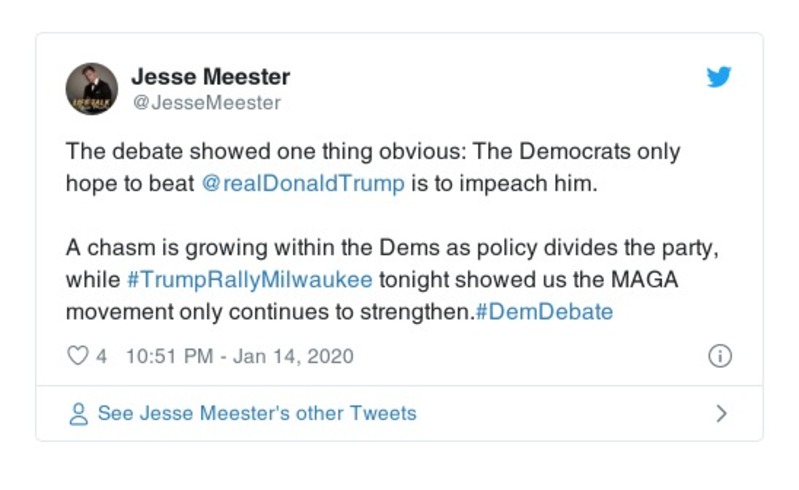 Jesse Meester
@JesseMeester
The debate showed one thing obvious: The Democrats only
hope to beat @realDonaldTrump is to impeach him.
A chasm is growing within the Dems as policy divides the party,
while #TrumpRallyMilwaukee tonight showed us the MAGA
movement only continues to strengthen.#DemDebate
4 10:51 PM - Jan 14, 2020
See Jesse Meester's other Tweets